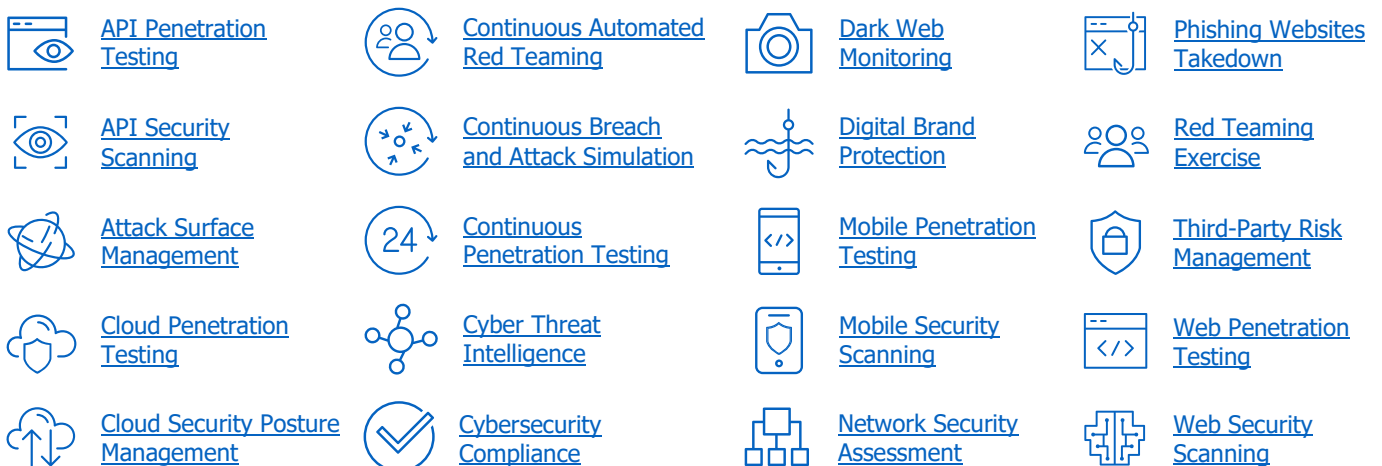 API Penetration
Testing
Continuous Automated
Red Teaming
Dark Web
Monitoring
Phishing Websites
Takedown
API Security
Scanning
Continuous Breach
and Attack Simulation
Digital Brand
Protection
Red Teaming
Exercise
Attack Surface
Management
24
Continuous
Penetration Testing
</>
Mobile Penetration
Testing
Third-Party Risk
Management
Cloud Penetration
Testing
Cyber Threat
Intelligence
Mobile Security
Scanning
</>
Web Penetration
Testing
Cloud Security Posture
Management
Cybersecurity
Compliance
Network Security
Assessment
Web Security
Scanning